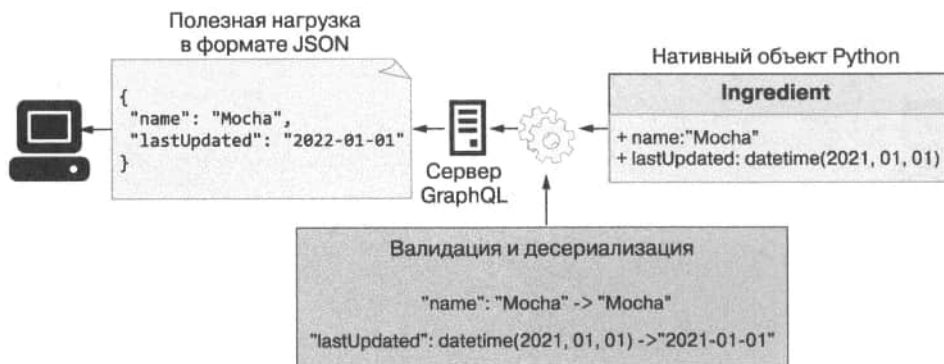 Полезная нагрузка
в формате JSON
{
"name": "Mocha",
"lastUpdated": "2022-01-01"
}
Сервер
GraphQL
Нативный объект Python
Ingredient
+ name:"Mocha"
+ lastUpdated: datetime(2021, 01, 01)
Валидация и десериализация
"name": "Mocha" -> "Mocha"
"lastUpdated": datetime(2021, 01, 01) ->"2021-01-01"